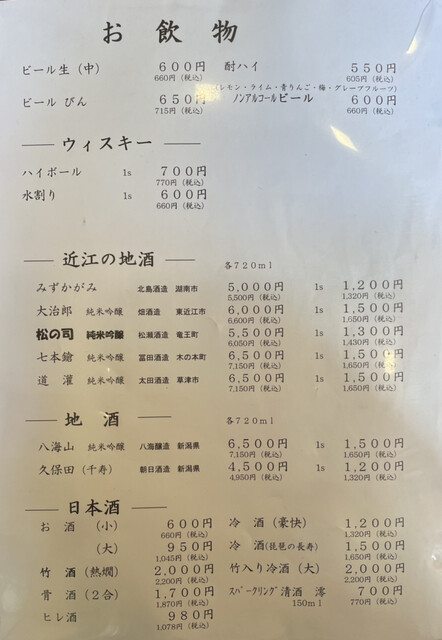 お飲物
ビール生（中） 600円 酎ハイ 550円
660円（税込） 605円（税込）
（レモン・ライム・青りんご・梅・グレープフルーツ）
ビール びん 650円 ノンアルコールビール 600円
715円（税込） 660円（税込）
ウィスキー
ハイボール 1s 700円
770円（税込）
水割り 1s 600円
660円（税込）
近江の地酒 各720ml
みずかがみ 北島酒造 湖南市 5,000円 1s 1,200円
5,500円（税込） 1,320円（税込）
大治郎 純米吟醸 畑酒造 東近江市 6,000円 1s 1,500円
6,600円（税込） 1,650円（税込）
松の司 純米吟醸 松瀬酒造 竜王町 5,500円 1s 1,300円
6,050円（税込） 1,430円（税込）
七本鎗 純米吟醸 冨田酒造 木の本町 6,500円 1s 1,500円
7,150円（税込） 1,650円（税込）
道灌 純米吟醸 太田酒造 草津市 6,500円 1s 1,500円
7,150円（税込） 1,650円（税込）
地酒 各720ml
八海山 純米吟醸 八海醸造 新潟県 6,500円 1s 1,500円
7,150円（税込） 1,650円（税込）
久保田（千寿） 朝日酒造 新潟県 4,500円 1s 1,200円
4,950円（税込） 1,320円（税込）
日本酒
お酒（小） 600円 冷酒（豪快） 1,200円
660円（税込） 1,320円（税込）
（大） 950円 冷酒（琵琶の長寿） 1,500円
1,045円（税込） 1,650円（税込）
竹酒（熱燗） 2,000円 竹入り冷酒（大） 2,000円
2,200円（税込） 2,200円（税込）
骨酒（2合） 1,700円 スパークリング清酒 澪 700円
1,870円（税込） 150ml 770円（税込）
ヒレ酒 980円
1,078円（税込）